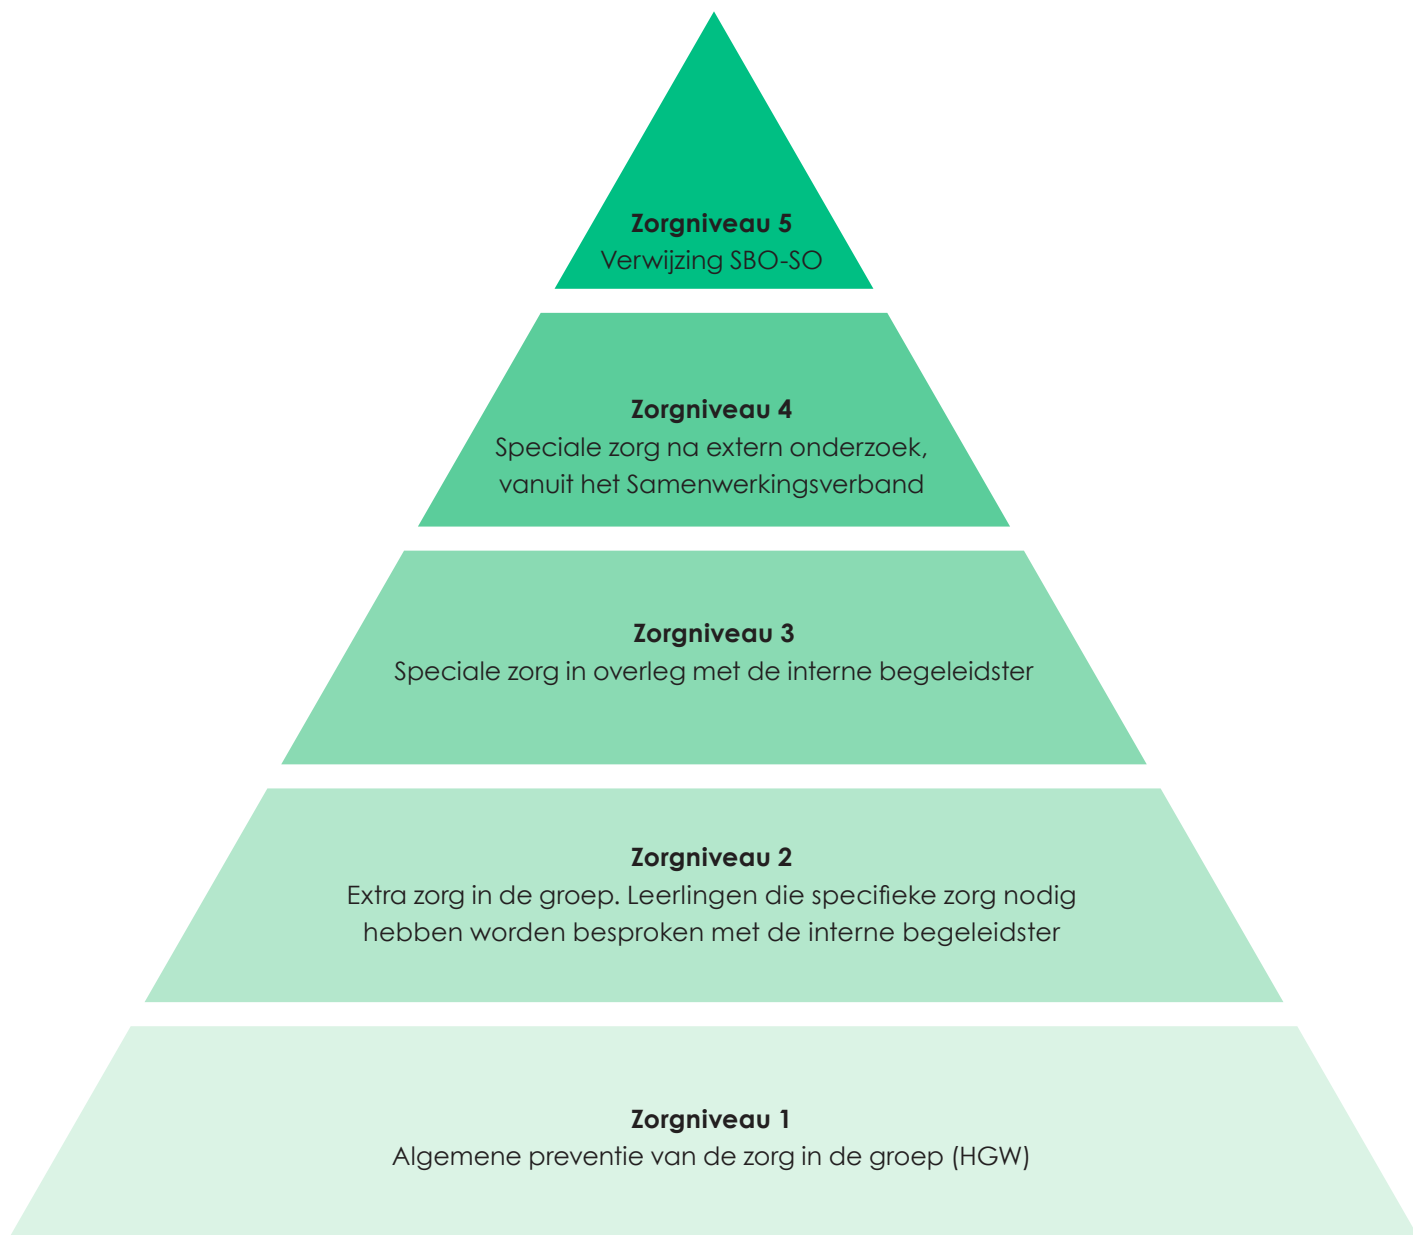 Zorgniveau 5
Verwijzing SBO-SO
Zorgniveau 4
Speciale zorg na extern onderzoek,
vanuit het Samenwerkingsverband
Zorgniveau 3
Speciale zorg in overleg met de interne begeleidster
Zorgniveau 2
Extra zorg in de groep. Leerlingen die specifieke zorg nodig
hebben worden besproken met de interne begeleidster
Zorgniveau 1
Algemene preventie van de zorg in de groep (HGW)